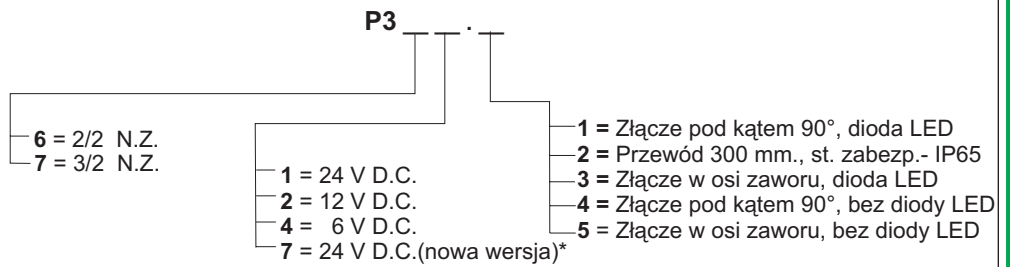 P3 _ _ . _
6 = 2/2 N.Z.
7 = 3/2 N.Z.
1 = 24 V D.C.
2 = 12 V D.C.
4 = 6 V D.C.
7 = 24 V D.C.(nowa wersja)*
1 = Złącze pod kątem 90°, dioda LED
2 = Przewód 300 mm., st. zabezp.- IP65
3 = Złącze w osi zaworu, dioda LED
4 = Złącze pod kątem 90°, bez diody LED
5 = Złącze w osi zaworu, bez diody LED